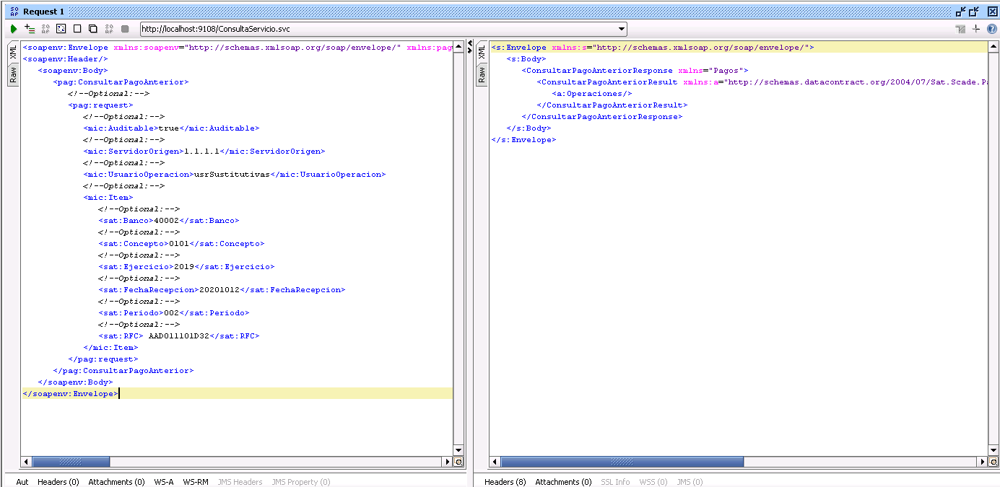 Request 1
http://localhost:9108/ConsultaServicio.svc
XML
Raw
<soapenv:Envelope xmlns:soapenv="http://schemas.xmlsoap.org/soap/envelope/" xmlns:pag
<soapenv:Header/>
<soapenv:Body>
<pag:ConsultarPagoAnterior>
<!--Optional:-->
<pag:request>
<!--Optional:-->
<mic:Auditable>true</mic:Auditable>
<!--Optional:-->
<mic:ServidorOrigen>1.1.1.1</mic:ServidorOrigen>
<!--Optional:-->
<mic:UsuarioOperacion>usrSustitutivas</mic:UsuarioOperacion>
<!--Optional:-->
<mic:Item>
<!--Optional:-->
<sat:Banco>40002</sat:Banco>
<!--Optional:-->
<sat:Concepto>0101</sat:Concepto>
<!--Optional:-->
<sat:Ejercicio>2019</sat:Ejercicio>
<!--Optional:-->
<sat:FechaRecepcion>20201012</sat:FechaRecepcion>
<!--Optional:-->
<sat:Periodo>002</sat:Periodo>
<!--Optional:-->
<sat:RFC> AAD011101D32</sat:RFC>
</mic:Item>
</pag:request>
</pag:ConsultarPagoAnterior>
</soapenv:Body>
</soapenv:Envelope>
Aut Headers (0) Attachments (0) WS-A WS-RM JMS Headers JMS Property (0)
XML
Raw
<s:Envelope xmlns:s="http://schemas.xmlsoap.org/soap/envelope/">
<s:Body>
<ConsultarPagoAnteriorResponse xmlns="Pagos">
<ConsultarPagoAnteriorResult xmlns:a="http://schemas.datacontract.org/2004/07/Sat.Scade.Pa
<a:Operaciones/>
</ConsultarPagoAnteriorResult>
</ConsultarPagoAnteriorResponse>
</s:Body>
</s:Envelope>
Headers (8) Attachments (0) SSL Info WSS (0) JMS (0)